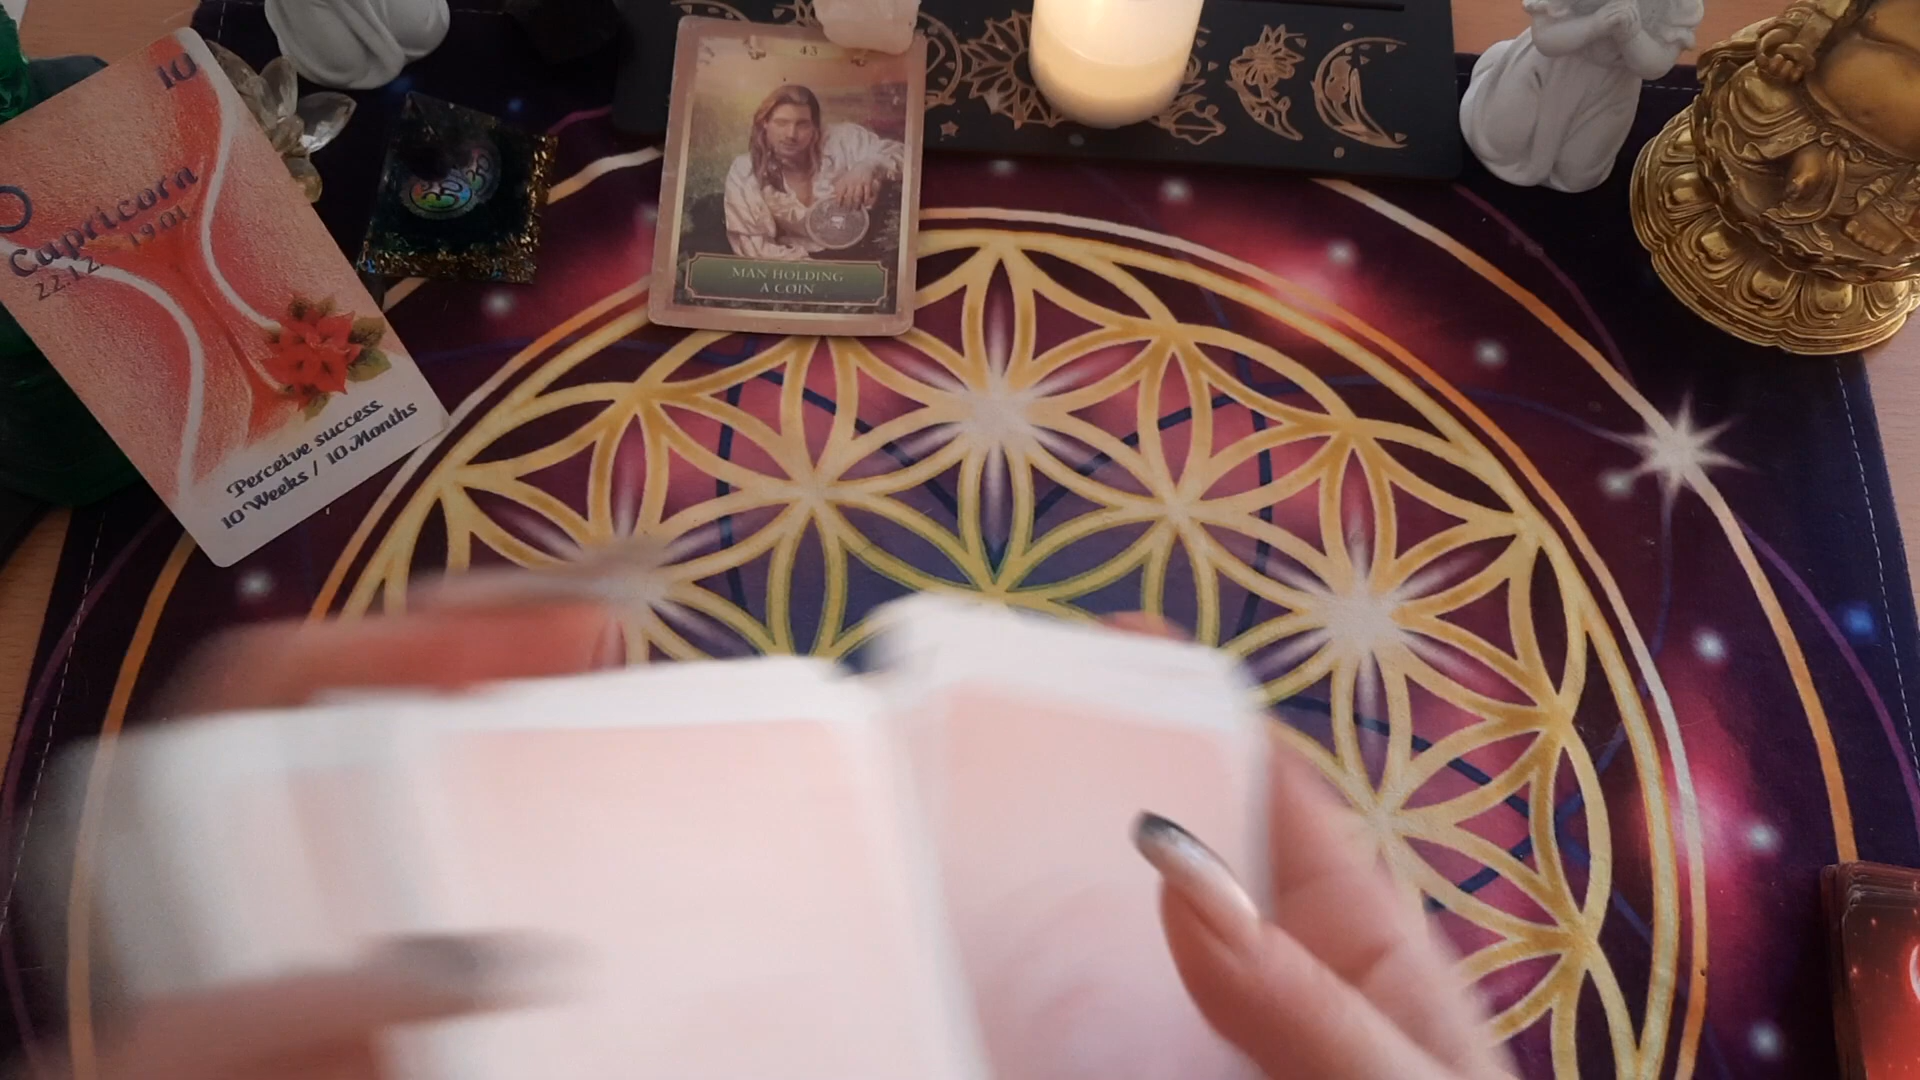 10
Capricorn
22.12. 19.01
Perceive success
10 Weeks / 10 Months
43
MAN HOLDING
A COIN
ॐ